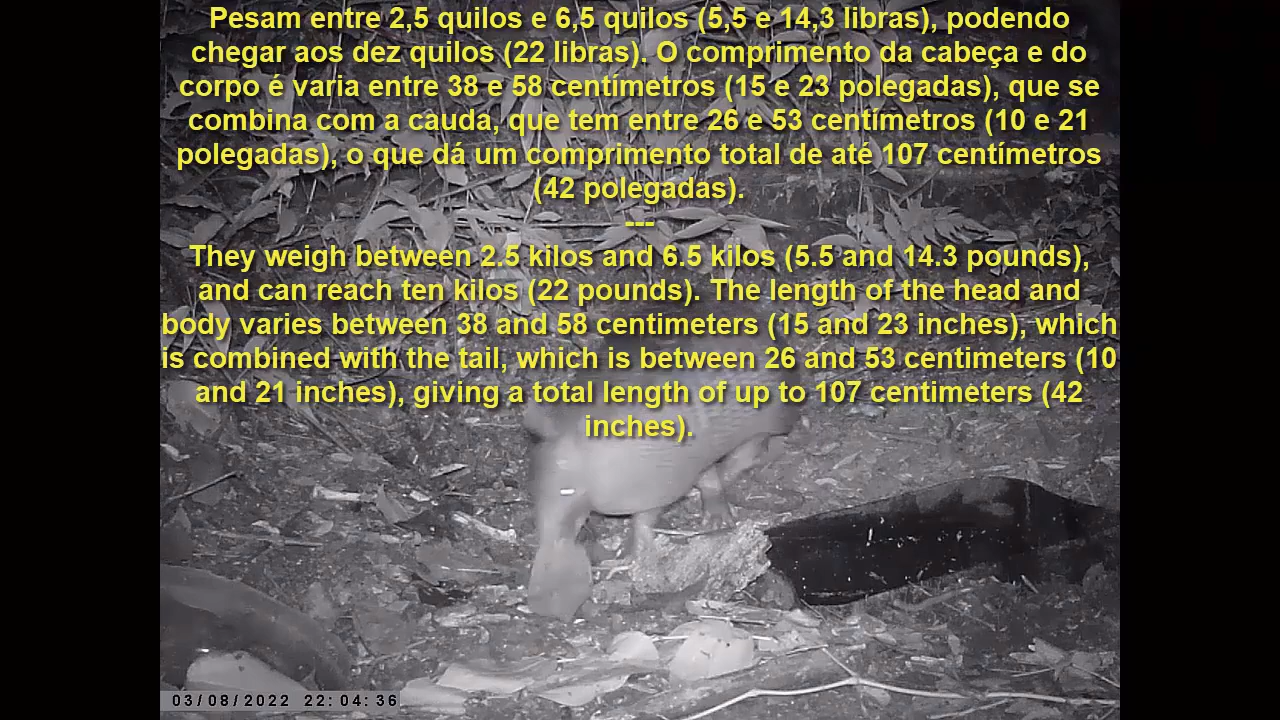 Pesam entre 2,5 quilos e 6,5 quilos (5,5 e 14,3 libras), podendo
chegar aos dez quilos (22 libras). O comprimento da cabeça e do
corpo é varia entre 38 e 58 centímetros (15 e 23 polegadas), que se
combina com a cauda, que tem entre 26 e 53 centímetros (10 e 21
polegadas), o que dá um comprimento total de até 107 centímetros
(42 polegadas).
---
They weigh between 2.5 kilos and 6.5 kilos (5.5 and 14.3 pounds),
and can reach ten kilos (22 pounds). The length of the head and
body varies between 38 and 58 centimeters (15 and 23 inches), which
is combined with the tail, which is between 26 and 53 centimeters (10
and 21 inches), giving a total length of up to 107 centimeters (42
inches).
03/08/2022 22:04:36